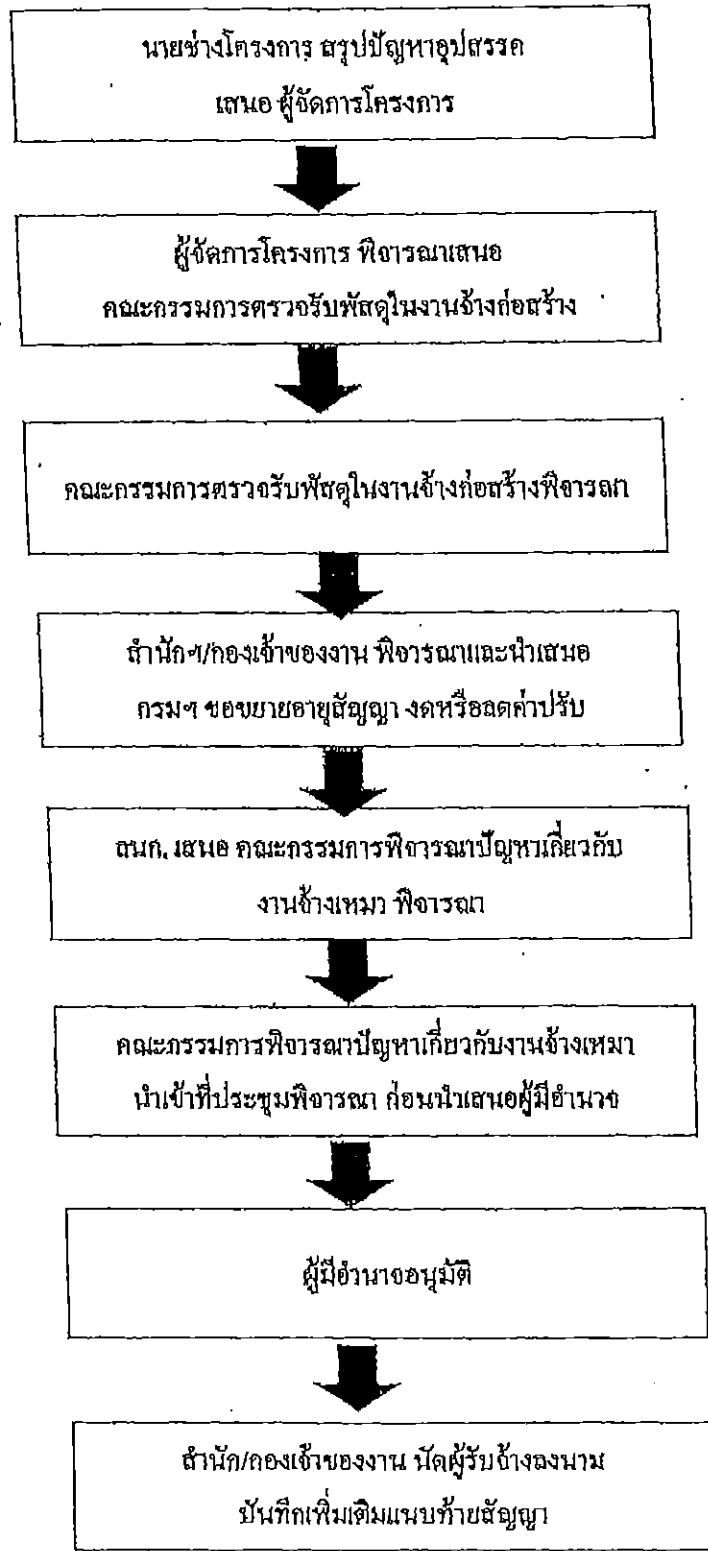 นายช่างโครงการ สรุปปัญหาอุปสรรค
เสนอ ผู้จัดการโครงการ
ผู้จัดการโครงการ พิจารณาเสนอ
คณะกรรมการตรวจรับพัสดุในงานจ้างก่อสร้าง
คณะกรรมการตรวจรับพัสดุในงานจ้างก่อสร้างพิจารณา
สำนักฯ/กองเจ้าของงาน พิจารณาและนำเสนอ
กรมฯ ขอขยายอายุสัญญา งดหรือลดค่าปรับ
สนก. เสนอ คณะกรรมการพิจารณาปัญหาเกี่ยวกับ
งานจ้างเหมา พิจารณา
คณะกรรมการพิจารณาปัญหาเกี่ยวกับงานจ้างเหมา
นำเข้าที่ประชุมพิจารณา ก่อนนำเสนอผู้มีอำนาจ
ผู้มีอำนาจอนุมัติ
สำนัก/กองเจ้าของงาน นัดผู้รับจ้างลงนาม
บันทึกเพิ่มเติมแนบท้ายสัญญา